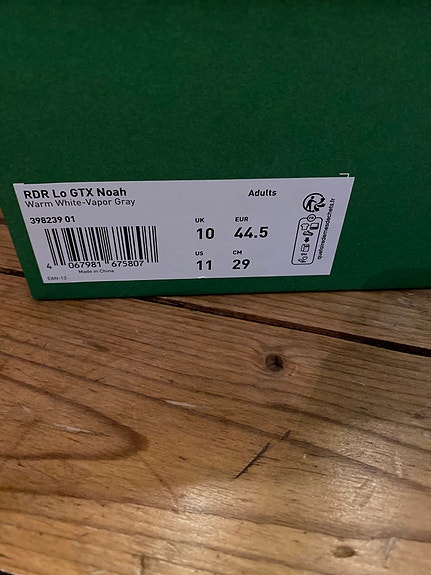 RDR Lo GTX Noah
Warm White-Vapor Gray
Adults
398239 01
UK EUR
10 44.5
US CM
11 29
4 067981 675807
Made in China
EAN-13
quefairedemesdechets.fr
FR